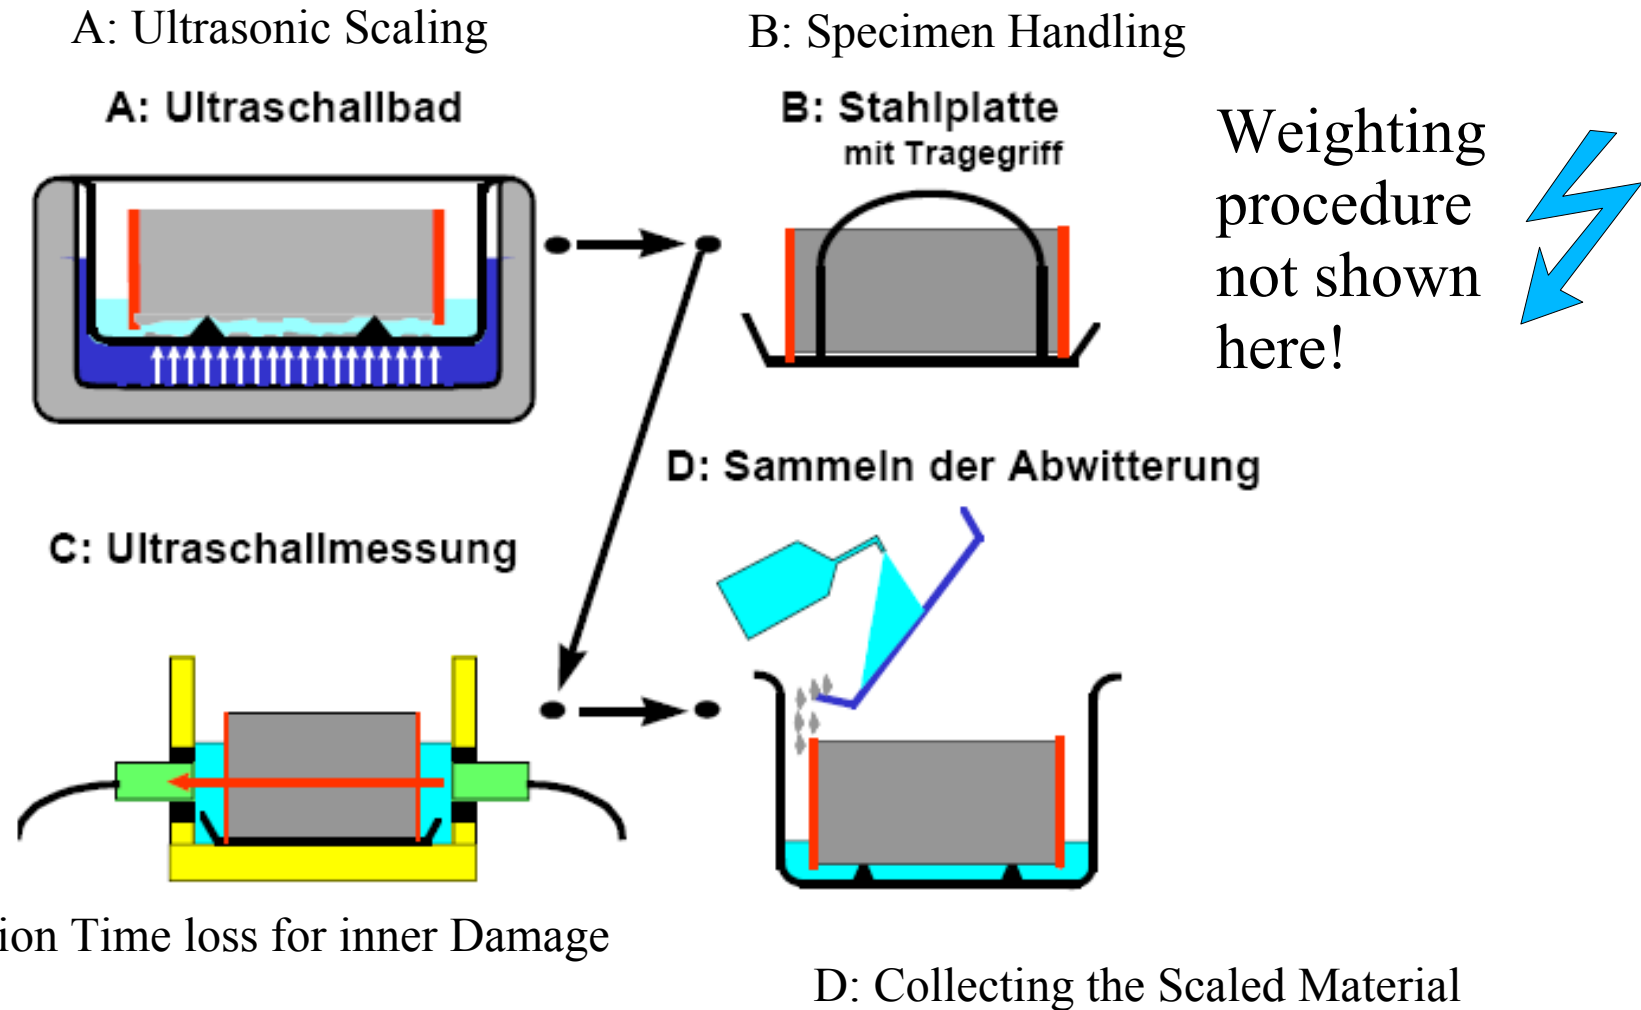 A: Ultrasonic Scaling
B: Specimen Handling
A: Ultraschallbad
B: Stahlplatte
mit Tragegriff
Weighting
procedure
not shown
here!
D: Sammeln der Abwitterung
C: Ultraschallmessung
ion Time loss for inner Damage
D: Collecting the Scaled Material